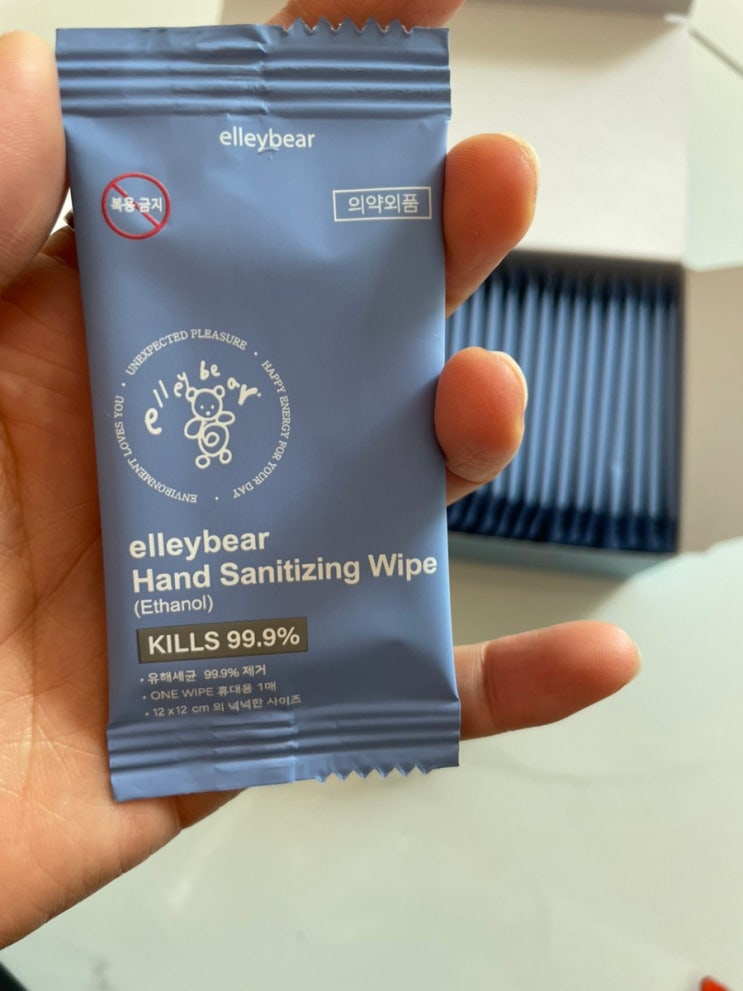 elleybear
복용 금지
의약외품
UNEXPECTED PLEASURE • HAPPY ENERGY FOR YOUR DAY • ENVIRONMENT LOVES YOU •
elleybear
elleybear
Hand Sanitizing Wipe
(Ethanol)
KILLS 99.9%
• 유해세균 99.9% 제거
• ONE WIPE 휴대용 1매
• 12x12 cm 의 넉넉한 사이즈